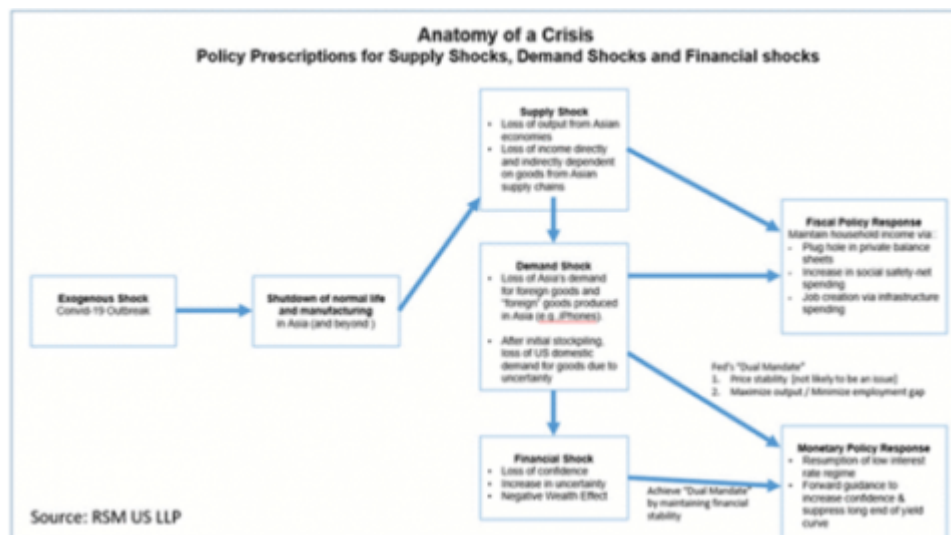 Anatomy of a Crisis
Policy Prescriptions for Supply Shocks, Demand Shocks and Financial shocks
Supply Shock
• Loss of output from Asian
economies
• Loss of income directly
and indirectly dependent
on goods from Asian
supply chains
Exogenous Shock
Convid-19 Outbreak
Shutdown of normal life
and manufacturing
in Asia (and beyond )
Demand Shock
• Loss of Asia's demand
for foreign goods and
"foreign" goods produced
in Asia (e.g. iPhones).
• After initial stockpiling,
loss of US domestic
demand for goods due to
uncertainty
Fiscal Policy Response
Maintain household income via :
- Plug hole in private balance
sheets
- Increase in social safety-net
spending
- Job creation via infrastructure
spending
Fed's "Dual Mandate"
1. Price stability [not likely to be an issue]
2. Maximize output / Minimize employment gap
Financial Shock
• Loss of confidence
• Increase in uncertainty
• Negative Wealth Effect
Achieve "Dual Mandate"
by maintaining financial
stability
Monetary Policy Response
• Resumption of low interest
rate regime
• Forward guidance to
increase confidence &
suppress long end of yield
curve
Source: RSM US LLP